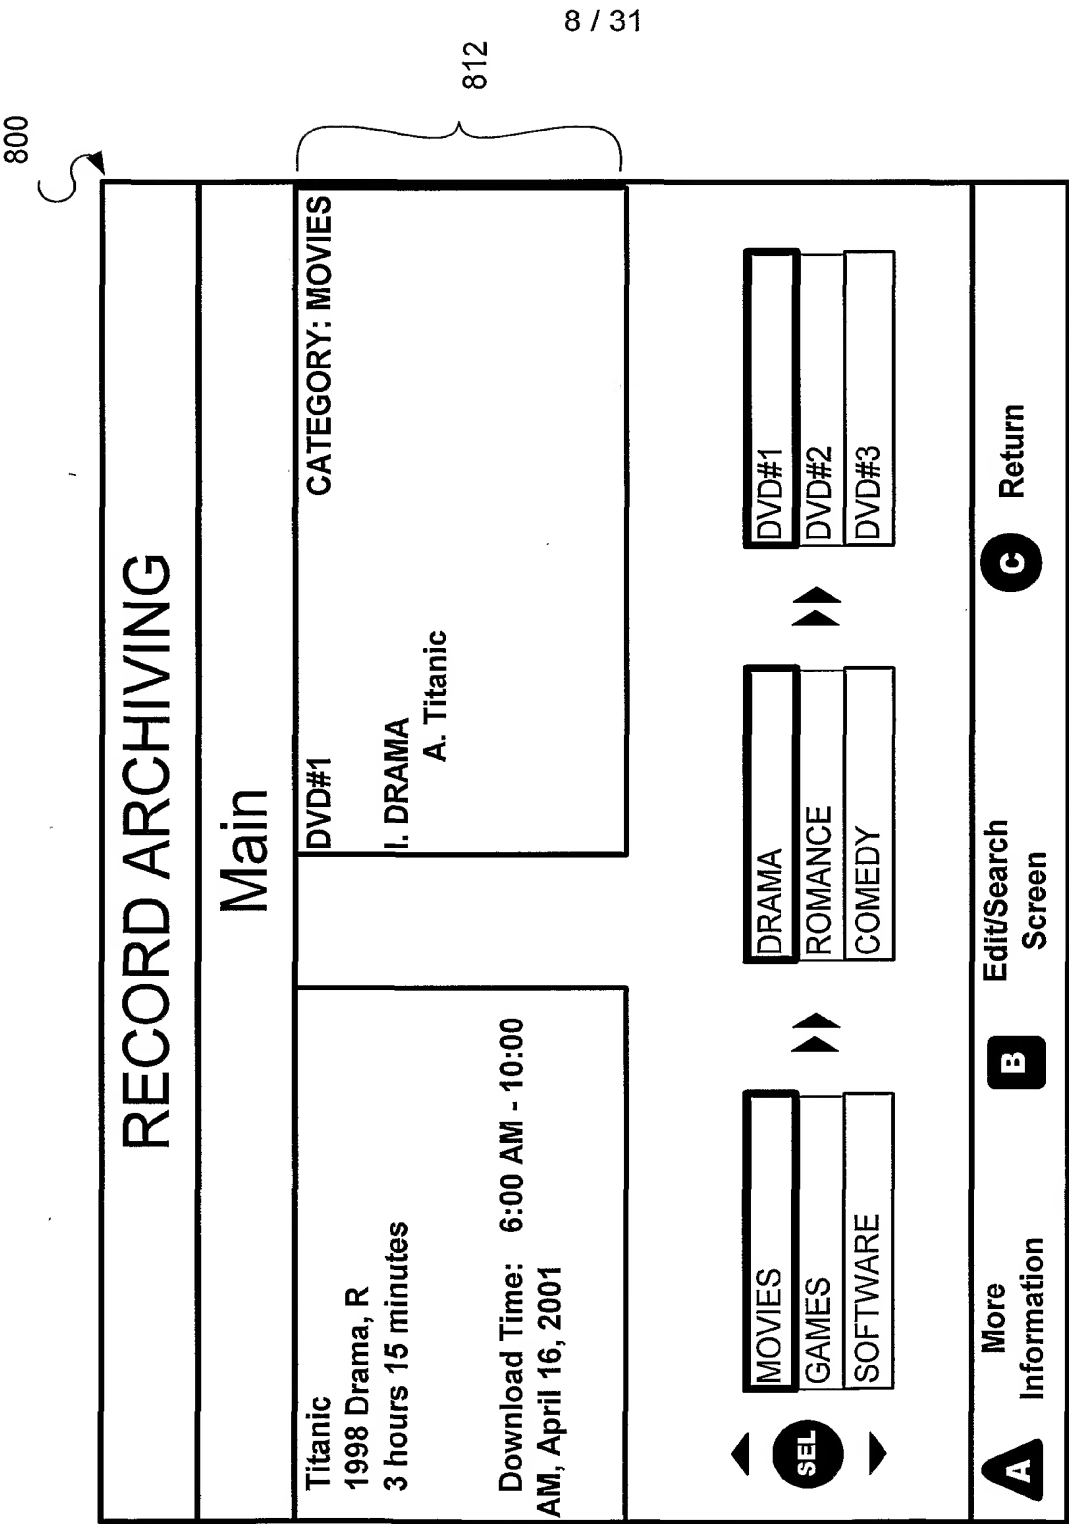 8 / 31
800
812
RECORD ARCHIVING
Main
Titanic
1998 Drama, R
3 hours 15 minutes
Download Time: 6:00 AM - 10:00
AM, April 16, 2001
DVD#1 CATEGORY: MOVIES
I. DRAMA
A. Titanic
SEL
MOVIES
GAMES
SOFTWARE
DRAMA
ROMANCE
COMEDY
DVD#1
DVD#2
DVD#3
A
More
Information
B
Edit/Search
Screen
C
Return